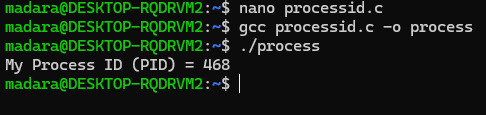 madara@DESKTOP-RQDRVM2:~$ nano processid.c
madara@DESKTOP-RQDRVM2:~$ gcc processid.c -o process
madara@DESKTOP-RQDRVM2:~$ ./process
My Process ID (PID) = 468
madara@DESKTOP-RQDRVM2:~$